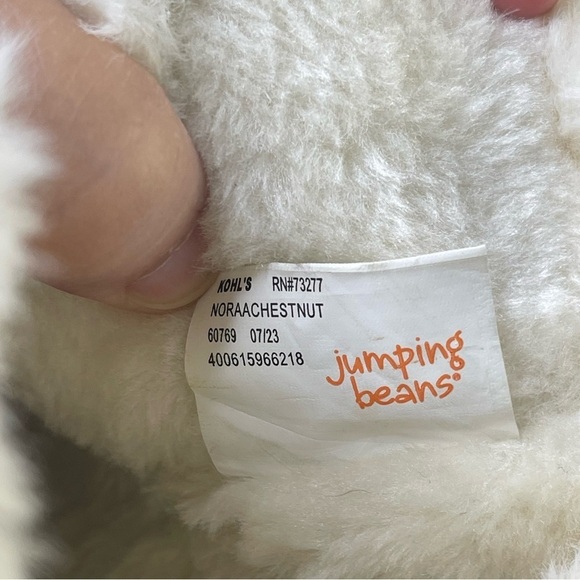 KOHL'S RN#73277
NORAACHESTNUT
60769 07/23
400615966218
jumping
beans®